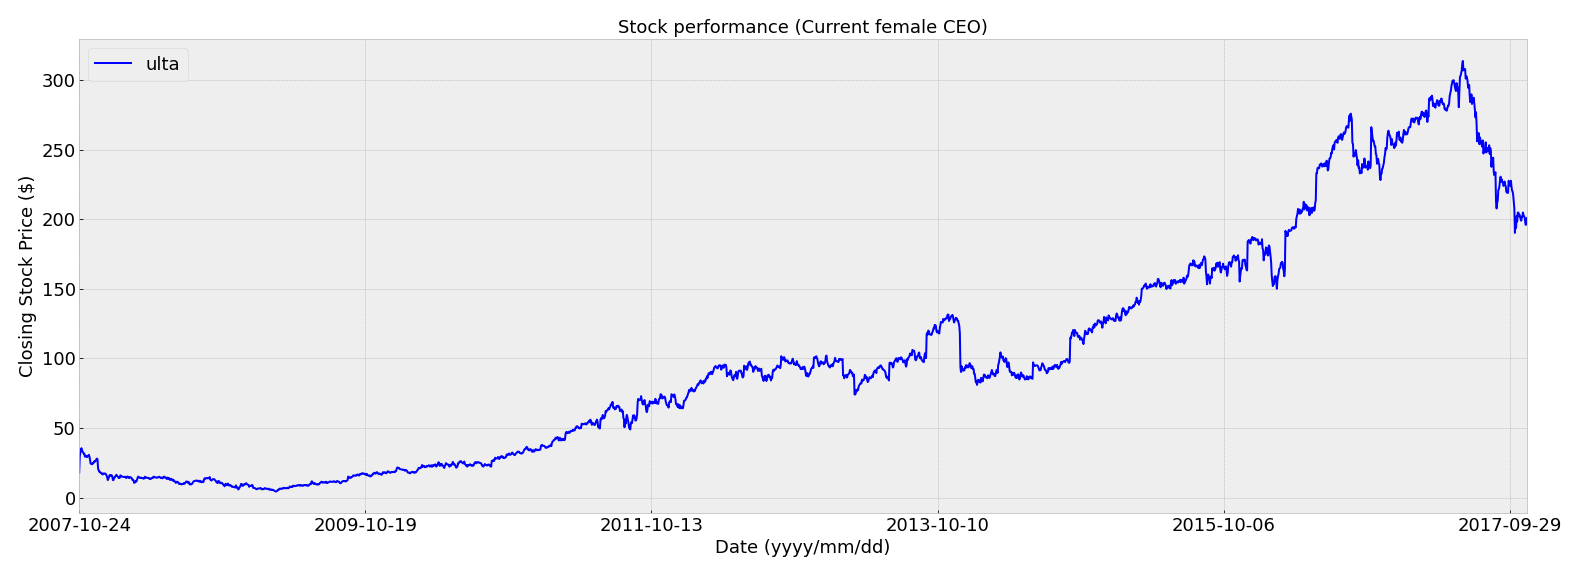 Stock performance (Current female CEO)
ulta
300
250
200
150
100
50
0
Closing Stock Price ($)
2007-10-24 2009-10-19 2011-10-13 2013-10-10 2015-10-06 2017-09-29
Date (yyyy/mm/dd)